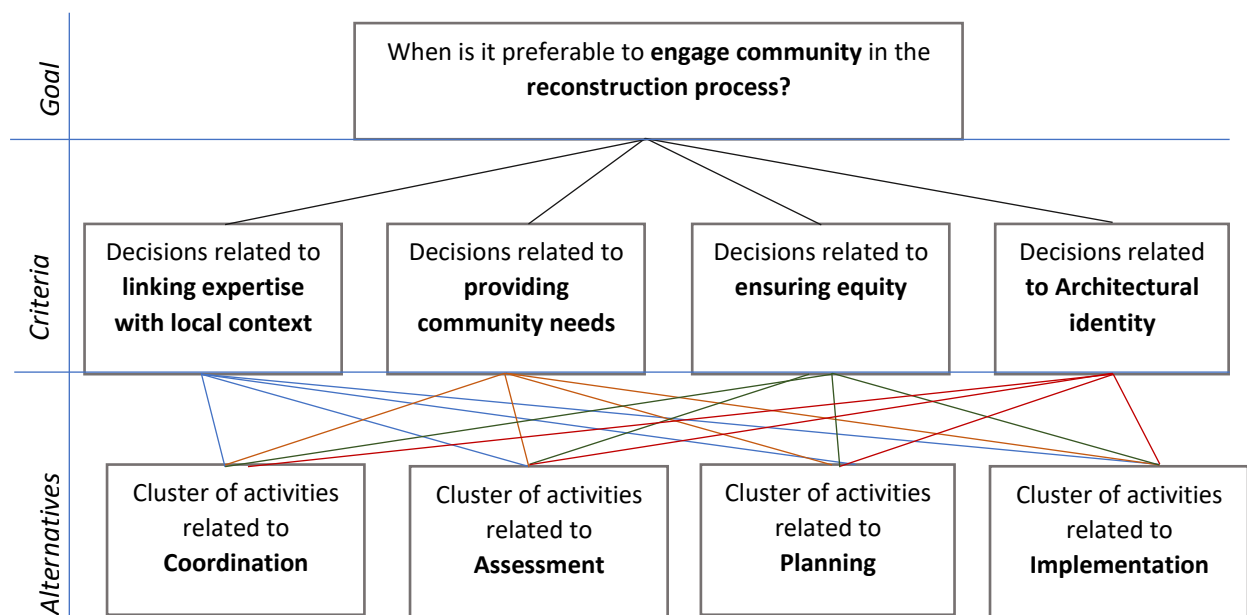 Goal
When is it preferable to engage community in the
reconstruction process?
Criteria
Decisions related to
linking expertise
with local context
Decisions related to
providing
community needs
Decisions related to
ensuring equity
Decisions related
to Architectural
identity
Alternatives
Cluster of activities
related to
Coordination
Cluster of activities
related to
Assessment
Cluster of activities
related to
Planning
Cluster of activities
related to
Implementation